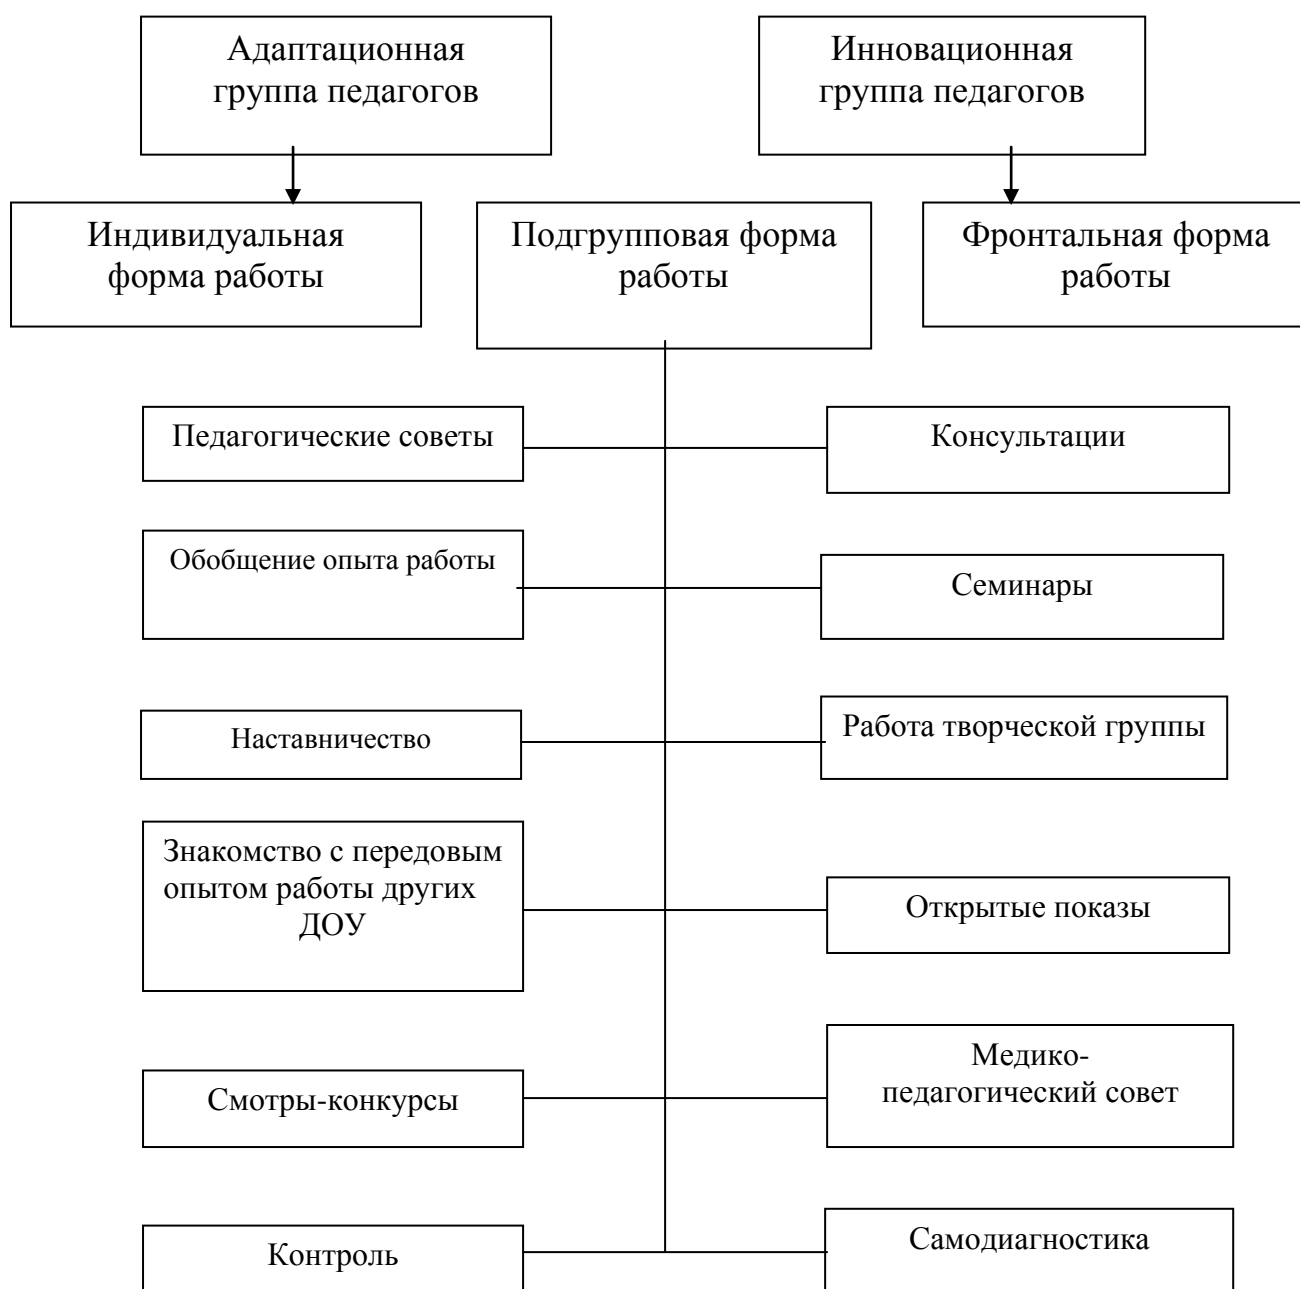 Адаптационная
группа педагогов
Инновационная
группа педагогов
Индивидуальная
форма работы
Подгрупповая форма
работы
Фронтальная форма
работы
Педагогические советы
Консультации
Обобщение опыта работы
Семинары
Наставничество
Работа творческой группы
Знакомство с передовым
опытом работы других
ДОУ
Открытые показы
Смотры-конкурсы
Медико-
педагогический совет
Контроль
Самодиагностика